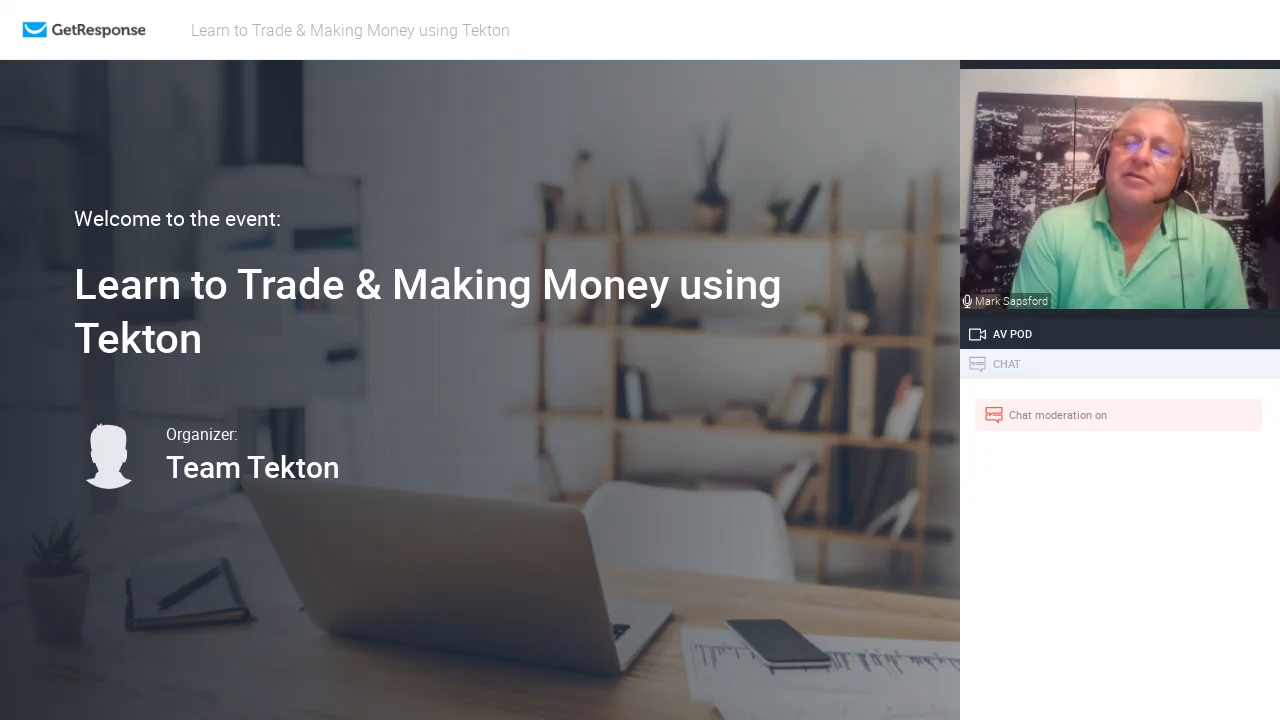 GetResponse
Learn to Trade & Making Money using Tekton
Welcome to the event:
Learn to Trade & Making Money using
Tekton
Organizer:
Team Tekton
Mark Sapsford
AV POD
CHAT
Chat moderation on